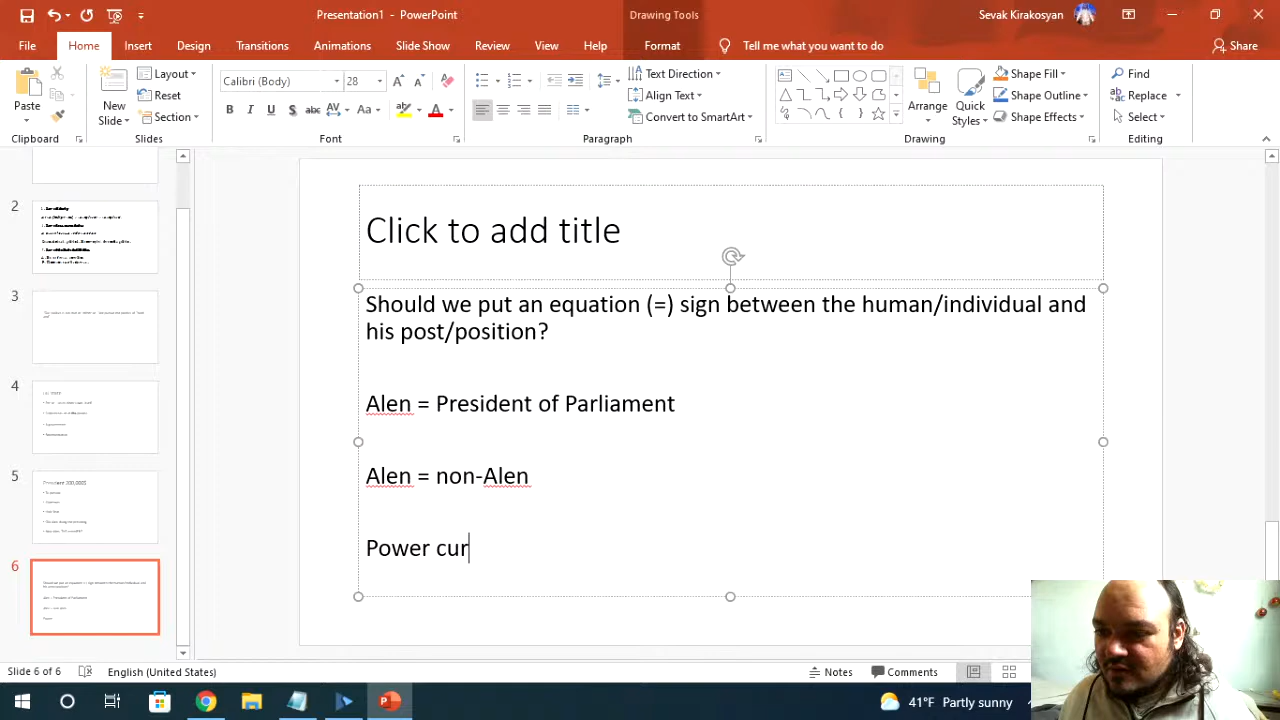 Presentation1 - PowerPoint
Drawing Tools
Sevak Kirakosyan
File Home Insert Design Transitions Animations Slide Show Review View Help Format Tell me what you want to do Share
Paste
Clipboard
New Slide
Layout
Reset
Section
Slides
Calibri (Body) 28
Font
Paragraph
Text Direction
Align Text
Convert to SmartArt
Arrange
Quick Styles
Shape Fill
Shape Outline
Shape Effects
Drawing
Find
Replace
Select
Editing
2
3
4
5
6
Click to add title
Should we put an equation (=) sign between the human/individual and
his post/position?
Alen = President of Parliament
Alen = non-Alen
Power cur
Slide 6 of 6 English (United States) Notes Comments
41°F Partly sunny